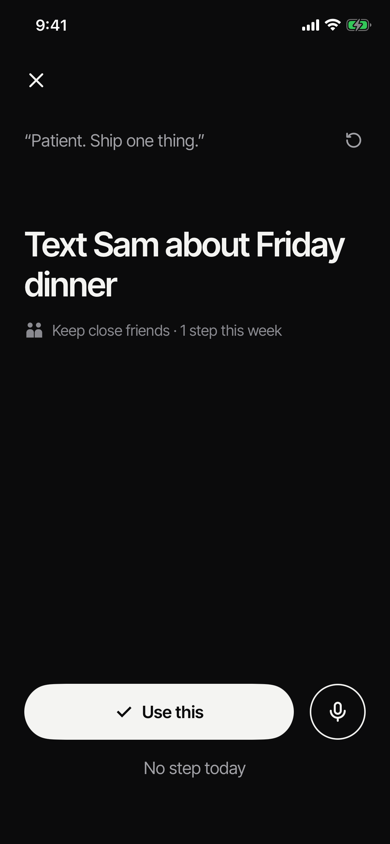 9:41
“Patient. Ship one thing.”
Text Sam about Friday
dinner
Keep close friends · 1 step this week
Use this
No step today